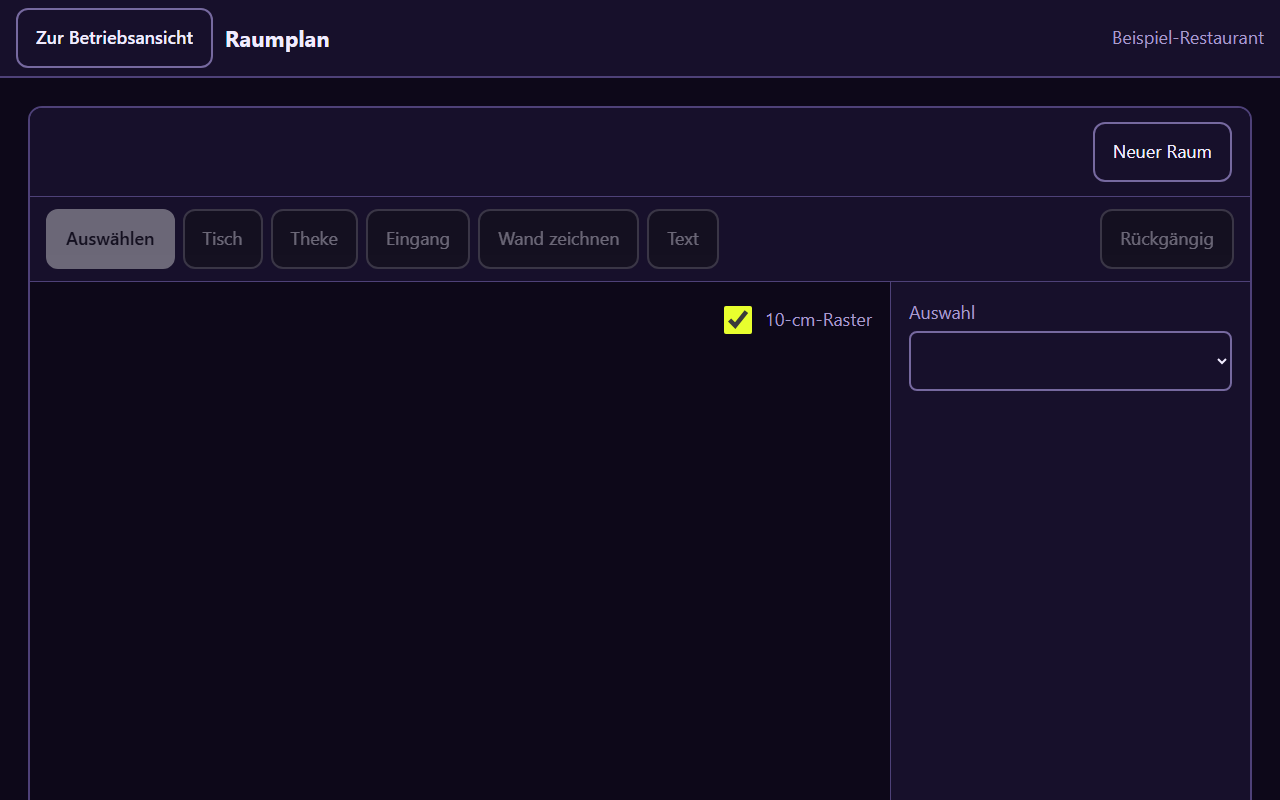 Zur Betriebsansicht
Raumplan
Beispiel-Restaurant
Neuer Raum
Auswählen
Tisch
Theke
Eingang
Wand zeichnen
Text
Rückgängig
10-cm-Raster
Auswahl